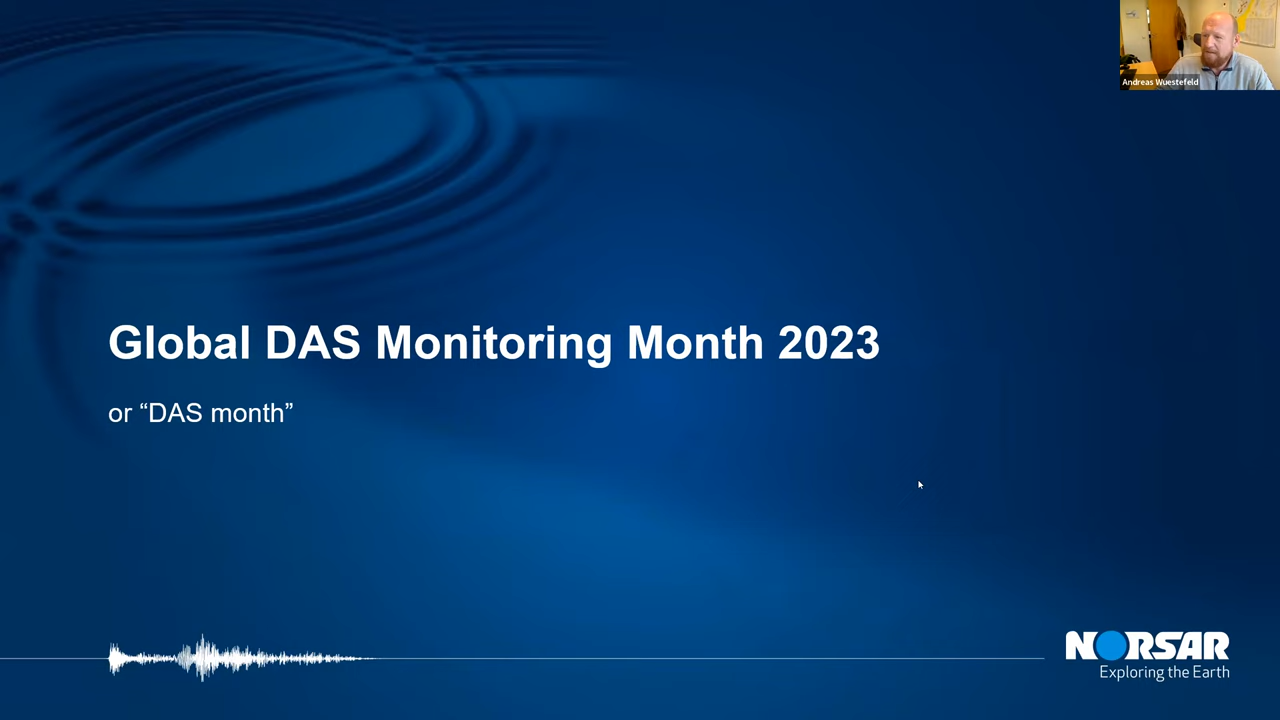 Andreas Wuestefeld
Global DAS Monitoring Month 2023
or “DAS month”
NORSAR
Exploring the Earth